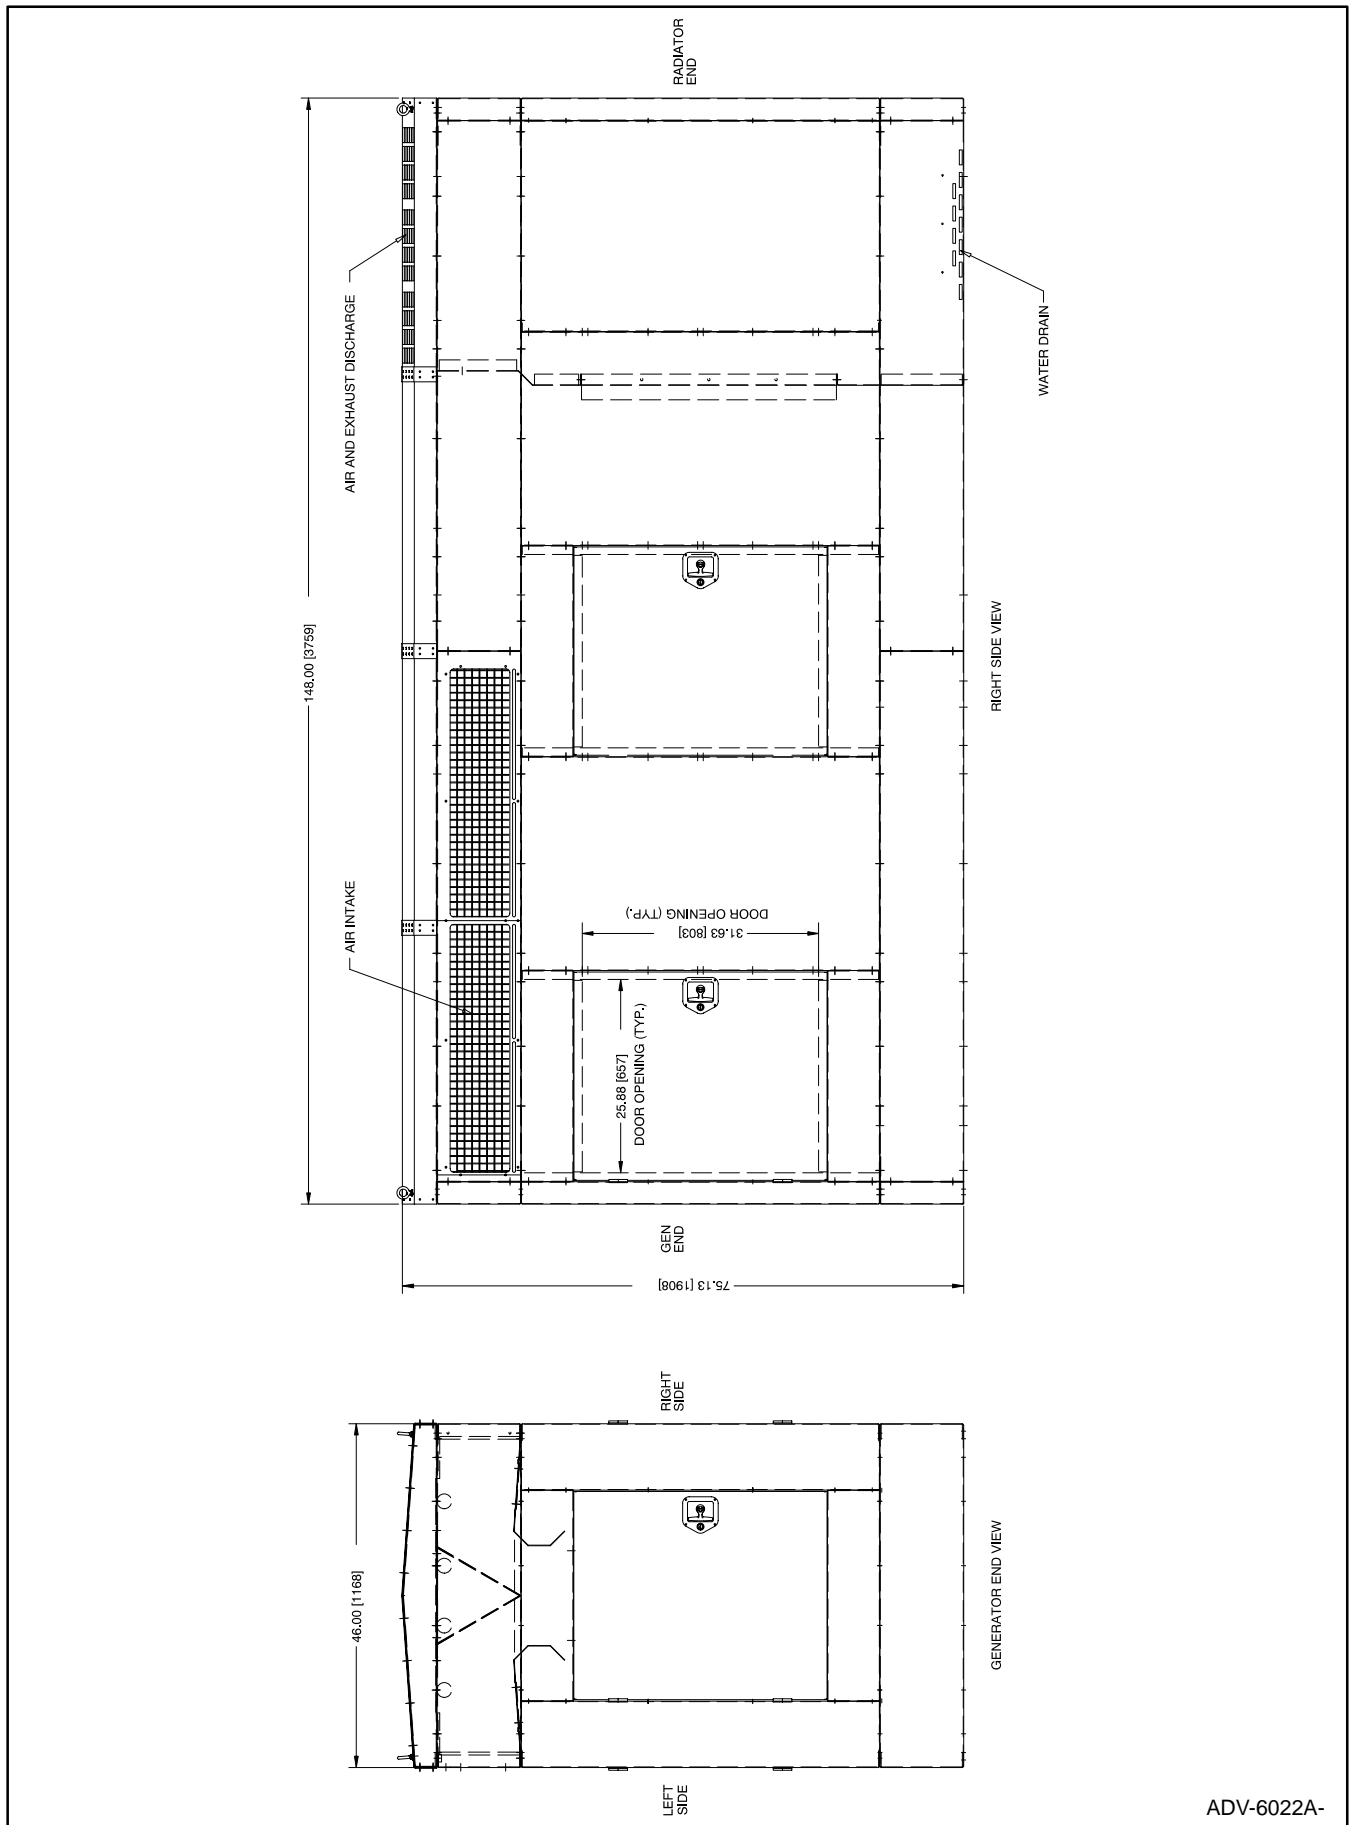 RADIATOR
END
AIR AND EXHAUST DISCHARGE
WATER DRAIN
148.00 [3759]
RIGHT SIDE VIEW
AIR INTAKE
31.63 [803]
DOOR OPENING (TYP.)
25.88 [657]
DOOR OPENING (TYP.)
GEN
END
75.13 [1908]
RIGHT
SIDE
46.00 [1168]
GENERATOR END VIEW
LEFT
SIDE
ADV-6022A-